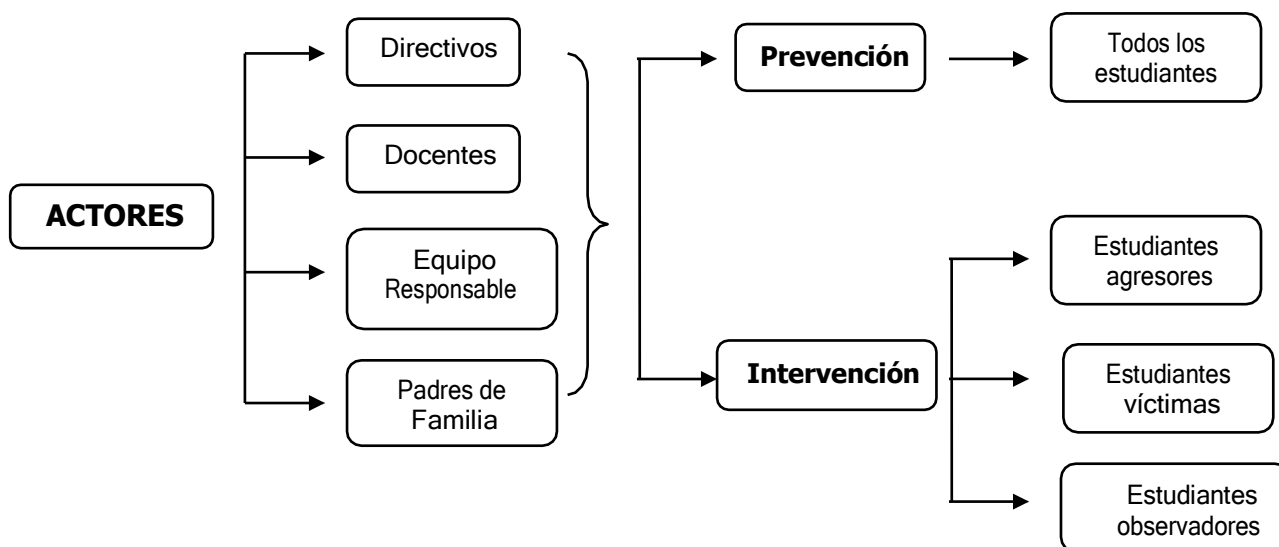 ACTORES
Directivos
Docentes
Equipo
Responsable
Padres de
Familia
Prevención
Intervención
Todos los
estudiantes
Estudiantes
agresores
Estudiantes
víctimas
Estudiantes
observadores